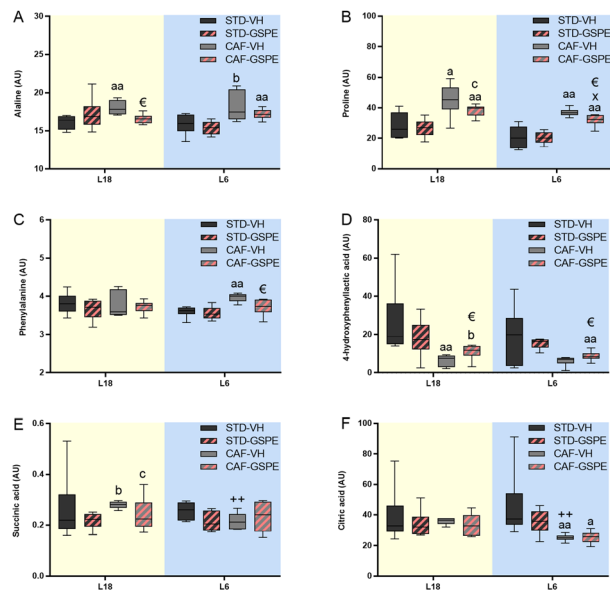 A
Alaline (AU)
25
20
15
10
STD-VH
STD-GSPE
CAF-VH
CAF-GSPE
aa
€
b
aa
L18
L6
B
Proline (AU)
100
80
60
40
20
0
STD-VH
STD-GSPE
CAF-VH
CAF-GSPE
a
c
aa
aa
€
x
aa
L18
L6
C
Phenylalanine (AU)
6
5
4
3
2
STD-VH
STD-GSPE
CAF-VH
CAF-GSPE
aa
€
L18
L6
D
4-hydroxyphenyllactic acid (AU)
80
60
40
20
0
STD-VH
STD-GSPE
CAF-VH
CAF-GSPE
aa
€
b
€
aa
L18
L6
E
Succinic acid (AU)
0.6
0.4
0.2
0.0
STD-VH
STD-GSPE
CAF-VH
CAF-GSPE
b
c
++
L18
L6
F
Citric acid (AU)
100
80
60
40
20
0
STD-VH
STD-GSPE
CAF-VH
CAF-GSPE
++
aa
a
L18
L6